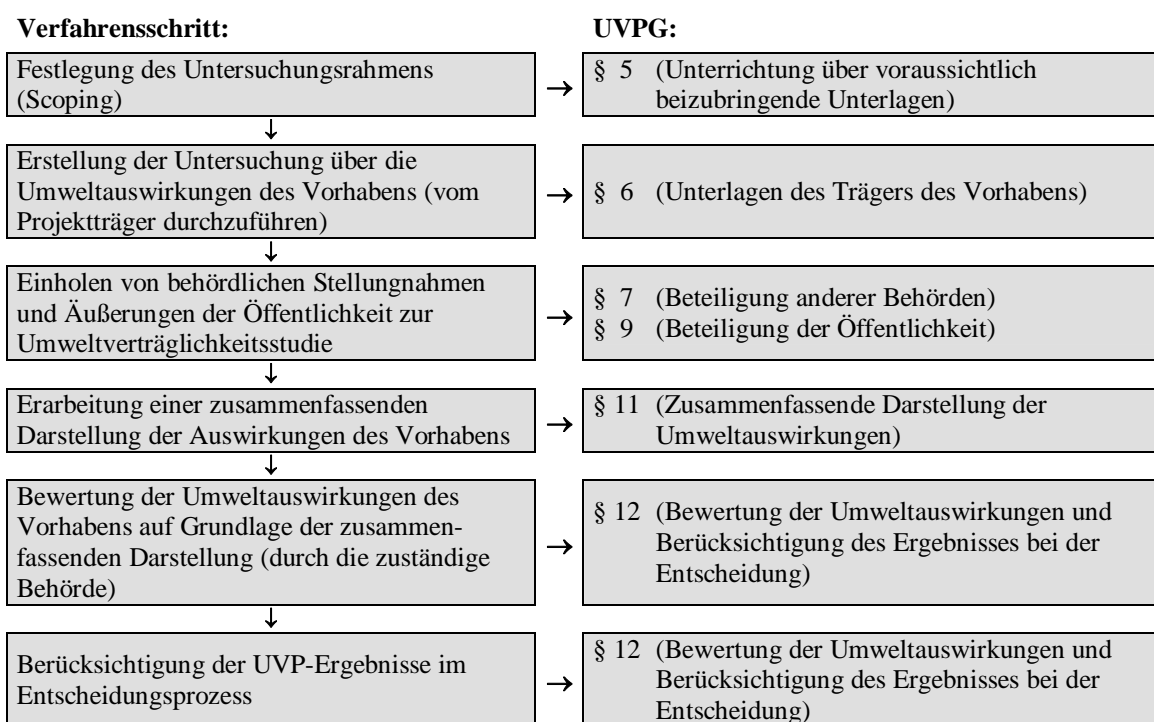 Verfahrensschritt:
UVPG:
Festlegung des Untersuchungsrahmens
(Scoping)
→
§ 5 (Unterrichtung über voraussichtlich
beizubringende Unterlagen)
↓
Erstellung der Untersuchung über die
Umweltauswirkungen des Vorhabens (vom
Projektträger durchzuführen)
→
§ 6 (Unterlagen des Trägers des Vorhabens)
↓
Einholen von behördlichen Stellungnahmen
und Äußerungen der Öffentlichkeit zur
Umweltverträglichkeitsstudie
→
§ 7 (Beteiligung anderer Behörden)
§ 9 (Beteiligung der Öffentlichkeit)
↓
Erarbeitung einer zusammenfassenden
Darstellung der Auswirkungen des Vorhabens
→
§ 11 (Zusammenfassende Darstellung der
Umweltauswirkungen)
↓
Bewertung der Umweltauswirkungen des
Vorhabens auf Grundlage der zusammen-
fassenden Darstellung (durch die zuständige
Behörde)
→
§ 12 (Bewertung der Umweltauswirkungen und
Berücksichtigung des Ergebnisses bei der
Entscheidung)
↓
Berücksichtigung der UVP-Ergebnisse im
Entscheidungsprozess
→
§ 12 (Bewertung der Umweltauswirkungen und
Berücksichtigung des Ergebnisses bei der
Entscheidung)